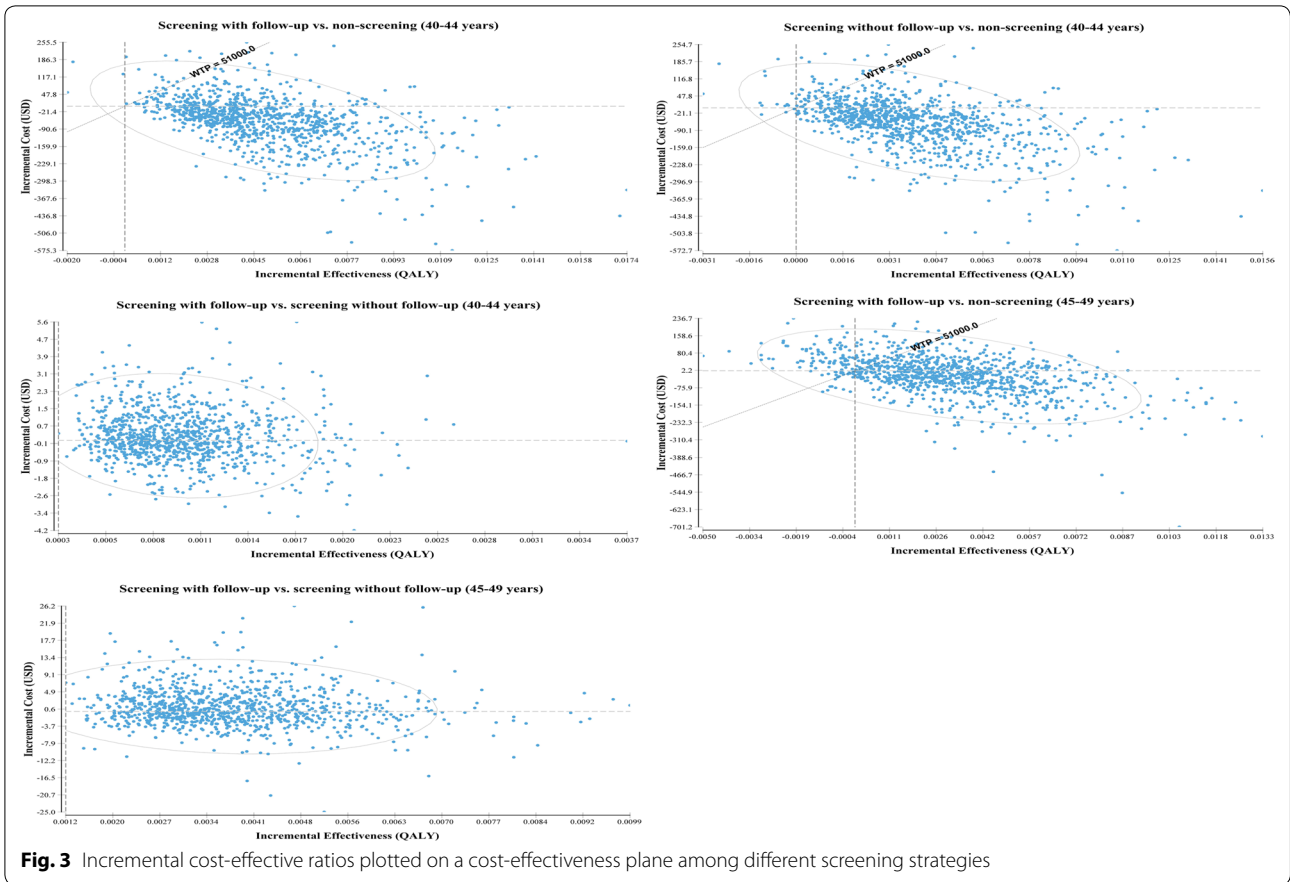 Screening with follow-up vs. non-screening (40-44 years)
Incremental Cost (USD)
255.5
186.3
117.1
47.8
-21.4
-90.6
-159.9
-229.1
-298.3
-367.6
-436.8
-506.0
-575.3
WTP = 51000.0
-0.0020 -0.0004 0.0012 0.0028 0.0045 0.0061 0.0077 0.0093 0.0109 0.0125 0.0141 0.0158 0.0174
Incremental Effectiveness (QALY)
Screening without follow-up vs. non-screening (40-44 years)
Incremental Cost (USD)
254.7
185.7
116.8
47.8
-21.1
-90.1
-159.0
-228.0
-296.9
-365.9
-434.8
-503.8
-572.7
WTP = 51000.0
-0.0031 -0.0016 0.0000 0.0016 0.0031 0.0047 0.0063 0.0078 0.0094 0.0110 0.0125 0.0141 0.0156
Incremental Effectiveness (QALY)
Screening with follow-up vs. screening without follow-up (40-44 years)
Incremental Cost (USD)
5.6
4.7
3.9
3.1
2.3
1.5
0.7
-0.1
-0.9
-1.8
-2.6
-3.4
-4.2
0.0003 0.0005 0.0008 0.0011 0.0014 0.0017 0.0020 0.0022 0.0025 0.0028 0.0031 0.0034 0.0037
Incremental Effectiveness (QALY)
Screening with follow-up vs. non-screening (45-49 years)
Incremental Cost (USD)
236.7
158.6
80.4
2.2
-75.9
-154.1
-232.3
-310.4
-388.6
-466.7
-544.9
-623.1
-701.2
WTP = 51000.0
-0.0050 -0.0034 -0.0019 -0.0004 0.0011 0.0026 0.0042 0.0057 0.0072 0.0087 0.0103 0.0118 0.0133
Incremental Effectiveness (QALY)
Screening with follow-up vs. screening without follow-up (45-49 years)
Incremental Cost (USD)
26.2
21.9
17.7
13.4
9.1
4.9
0.6
-3.7
-7.9
-12.2
-16.5
-20.7
-25.0
0.0012 0.0020 0.0027 0.0034 0.0041 0.0048 0.0056 0.0063 0.0070 0.0077 0.0084 0.0092 0.0099
Incremental Effectiveness (QALY)
Fig. 3 Incremental cost-effective ratios plotted on a cost-effectiveness plane among different screening strategies